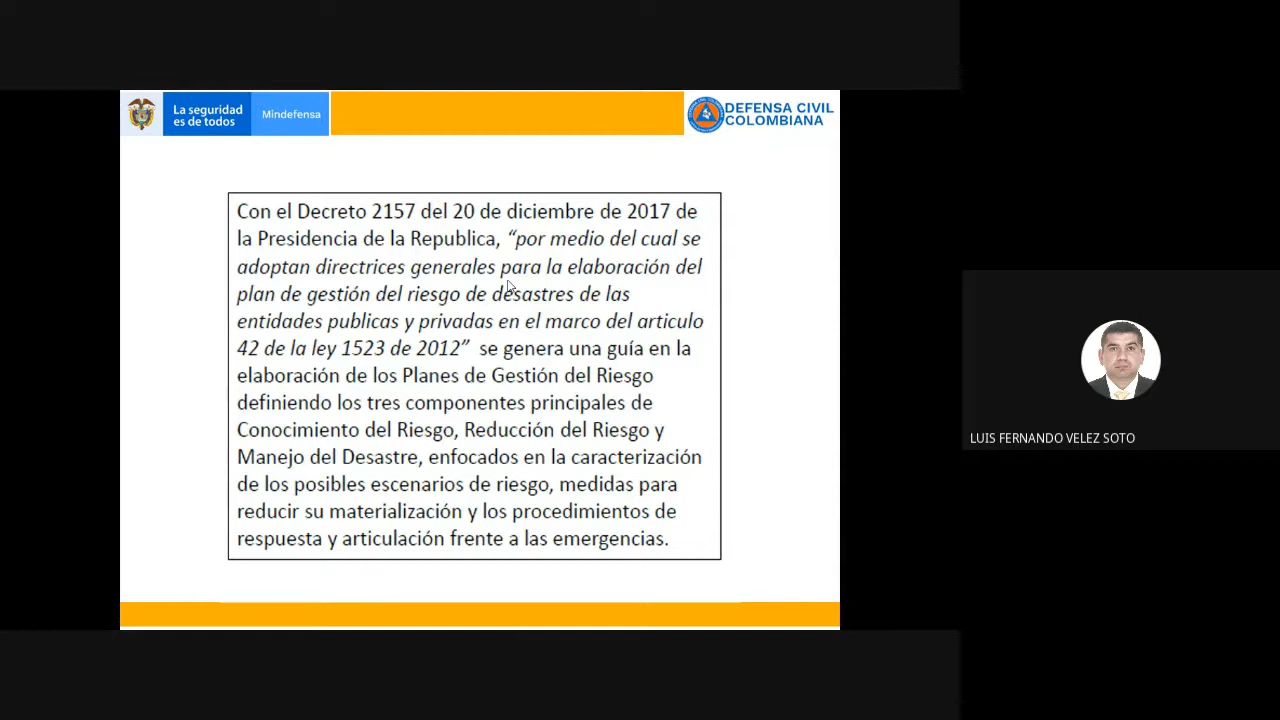 La seguridad
es de todos
Mindefensa
DEFENSA CIVIL
COLOMBIANA
Con el Decreto 2157 del 20 de diciembre de 2017 de
la Presidencia de la Republica, “por medio del cual se
adoptan directrices generales para la elaboración del
plan de gestión del riesgo de desastres de las
entidades publicas y privadas en el marco del articulo
42 de la ley 1523 de 2012” se genera una guía en la
elaboración de los Planes de Gestión del Riesgo
definiendo los tres componentes principales de
Conocimiento del Riesgo, Reducción del Riesgo y
Manejo del Desastre, enfocados en la caracterización
de los posibles escenarios de riesgo, medidas para
reducir su materialización y los procedimientos de
respuesta y articulación frente a las emergencias.
LUIS FERNANDO VELEZ SOTO